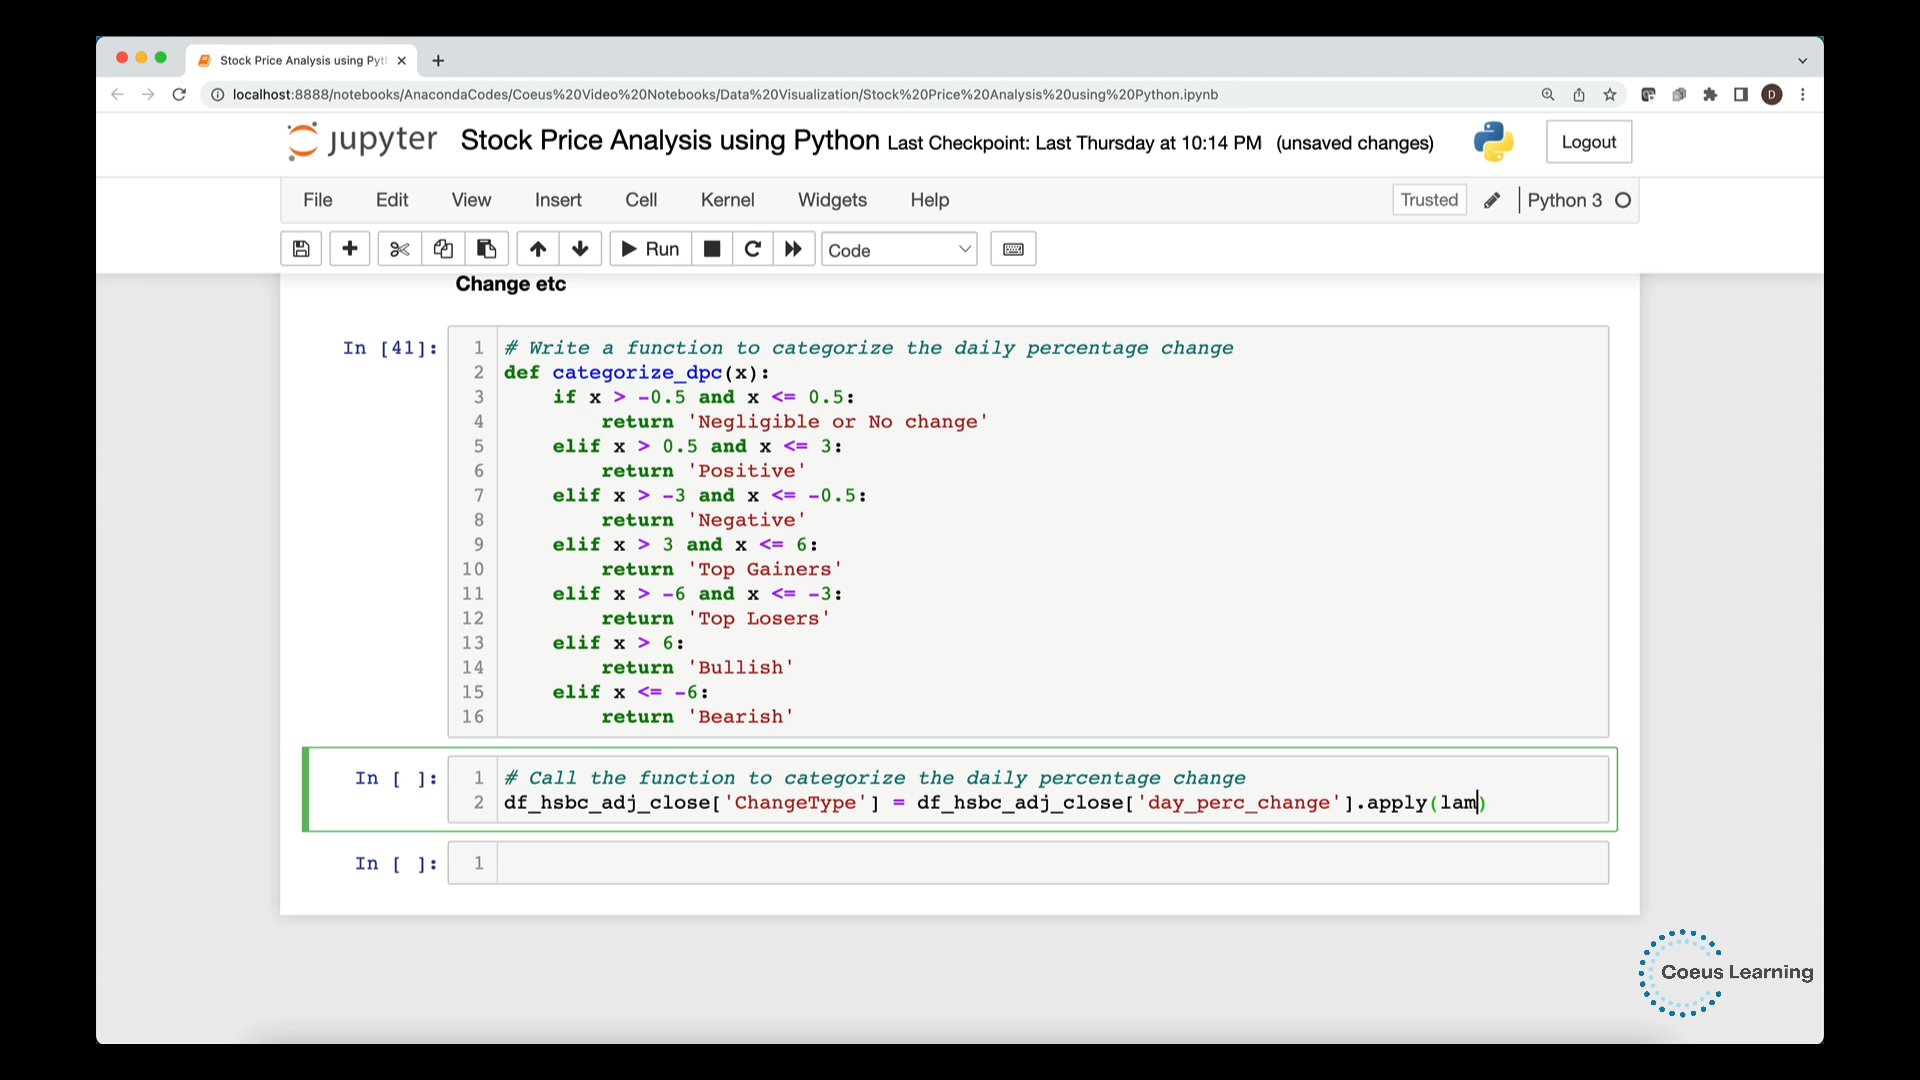 Stock Price Analysis using Pyt
localhost:8888/notebooks/AnacondaCodes/Coeus%20Video%20Notebooks/Data%20Visualization/Stock%20Price%20Analysis%20using%20Python.ipynb
D
jupyter Stock Price Analysis using Python Last Checkpoint: Last Thursday at 10:14 PM (unsaved changes)
Logout
File Edit View Insert Cell Kernel Widgets Help
Trusted Python 3
Run Code
Change etc
In [41]:
1 # Write a function to categorize the daily percentage change
2 def categorize_dpc(x):
3     if x > -0.5 and x <= 0.5:
4         return 'Negligible or No change'
5     elif x > 0.5 and x <= 3:
6         return 'Positive'
7     elif x > -3 and x <= -0.5:
8         return 'Negative'
9     elif x > 3 and x <= 6:
10         return 'Top Gainers'
11     elif x > -6 and x <= -3:
12         return 'Top Losers'
13     elif x > 6:
14         return 'Bullish'
15     elif x <= -6:
16         return 'Bearish'
In [ ]:
1 # Call the function to categorize the daily percentage change
2 df_hsbc_adj_close['ChangeType'] = df_hsbc_adj_close['day_perc_change'].apply(lam)
In [ ]:
1
Coeus Learning